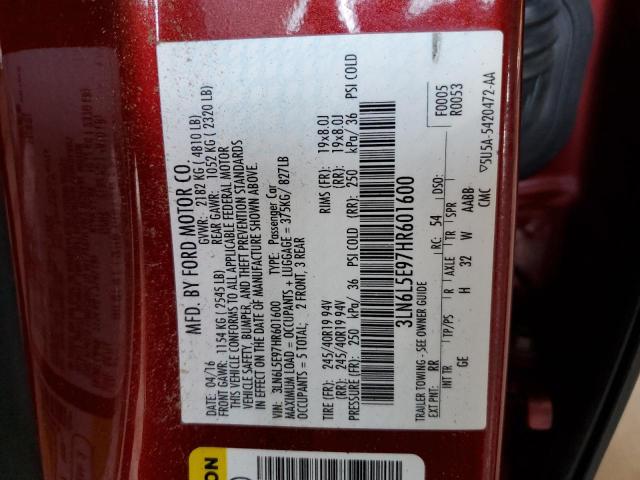 MFD. BY FORD MOTOR CO.
DATE: 04/16 GVWR: 2182 KG ( 4810 LB)
FRONT GAWR: 1154 KG ( 2545 LB) REAR GAWR: 1052 KG ( 2320 LB)
THIS VEHICLE CONFORMS TO ALL APPLICABLE FEDERAL MOTOR
VEHICLE SAFETY, BUMPER, AND THEFT PREVENTION STANDARDS
IN EFFECT ON THE DATE OF MANUFACTURE SHOWN ABOVE.
VIN: 3LN6L5E97HR601600 TYPE: Passenger Car
MAXIMUM LOAD = OCCUPANTS + LUGGAGE = 375KG/ 827LB
OCCUPANTS = 5 TOTAL; 2 FRONT, 3 REAR
TIRE (FR): 245/40R19 94V RIMS (FR): 19x8.0J
(RR): 245/40R19 94V (RR): 19x8.0J
PRESSURE (FR): 250 kPa/ 36 PSI COLD (RR): 250 kPa/ 36 PSI COLD
3LN6L5E97HR601600
TRAILER TOWING - SEE OWNER GUIDE F0005
EXT PNT: RR RC: 54 DSO: R0053
INT TR TP/PS R AXLE TR SPR
GE H 32 W AABB
CMC ▽5U5A-5420472-AA
ON